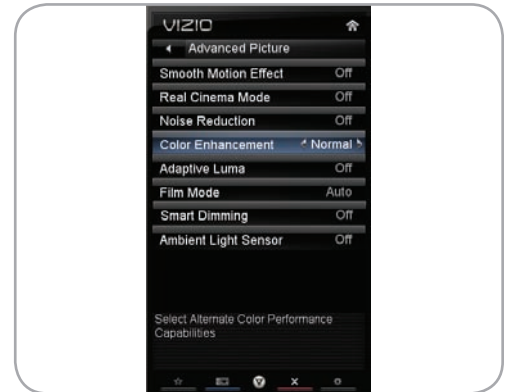 VIZIO
Advanced Picture
Smooth Motion Effect Off
Real Cinema Mode Off
Noise Reduction Off
Color Enhancement Normal
Adaptive Luma Off
Film Mode Auto
Smart Dimming Off
Ambient Light Sensor Off
Select Alternate Color Performance
Capabilities